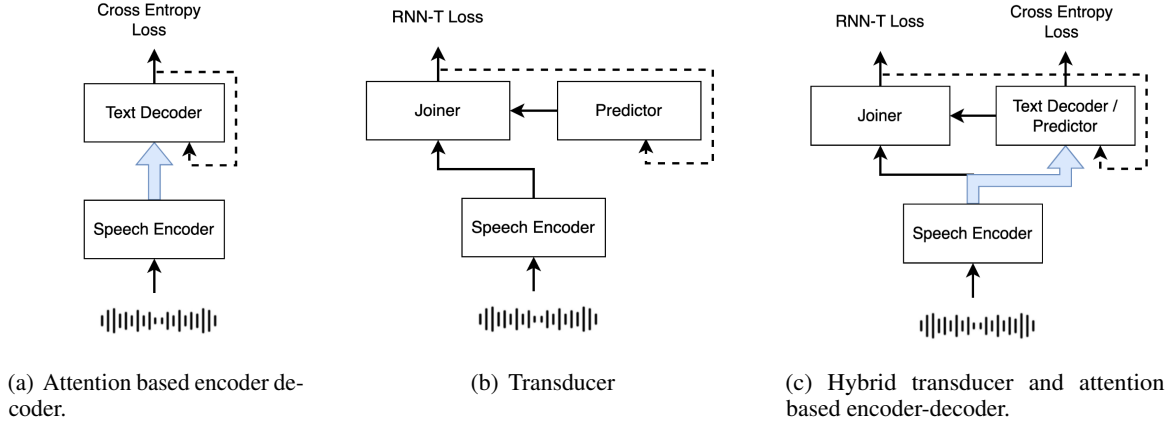 Cross Entropy
Loss
Text Decoder
Speech Encoder
(a) Attention based encoder de-
coder.
RNN-T Loss
Joiner
Predictor
Speech Encoder
(b) Transducer
RNN-T Loss
Cross Entropy
Loss
Joiner
Text Decoder /
Predictor
Speech Encoder
(c) Hybrid transducer and attention
based encoder-decoder.